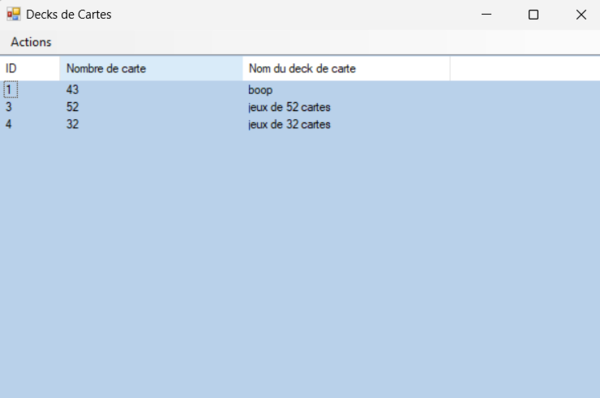 Decks de Cartes
Actions
ID Nombre de carte Nom du deck de carte
1 43 boop
3 52 jeux de 52 cartes
4 32 jeux de 32 cartes